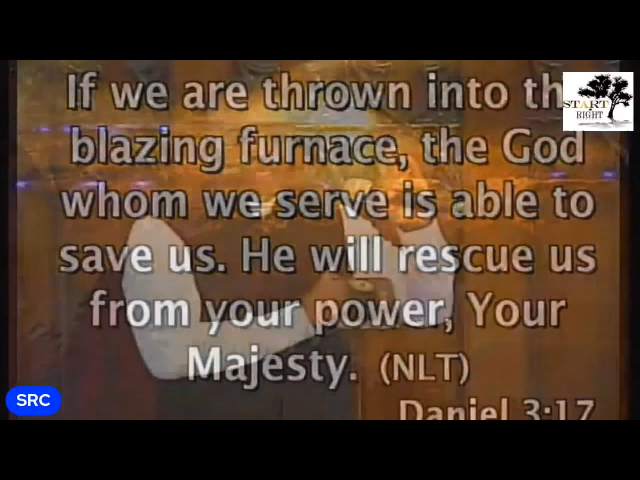 If we are thrown into th
START
RIGHT
blazing furnace, the God
whom we serve is able to
save us. He will rescue us
from your power, Your
Majesty. (NLT)
Daniel 3:17
SRC